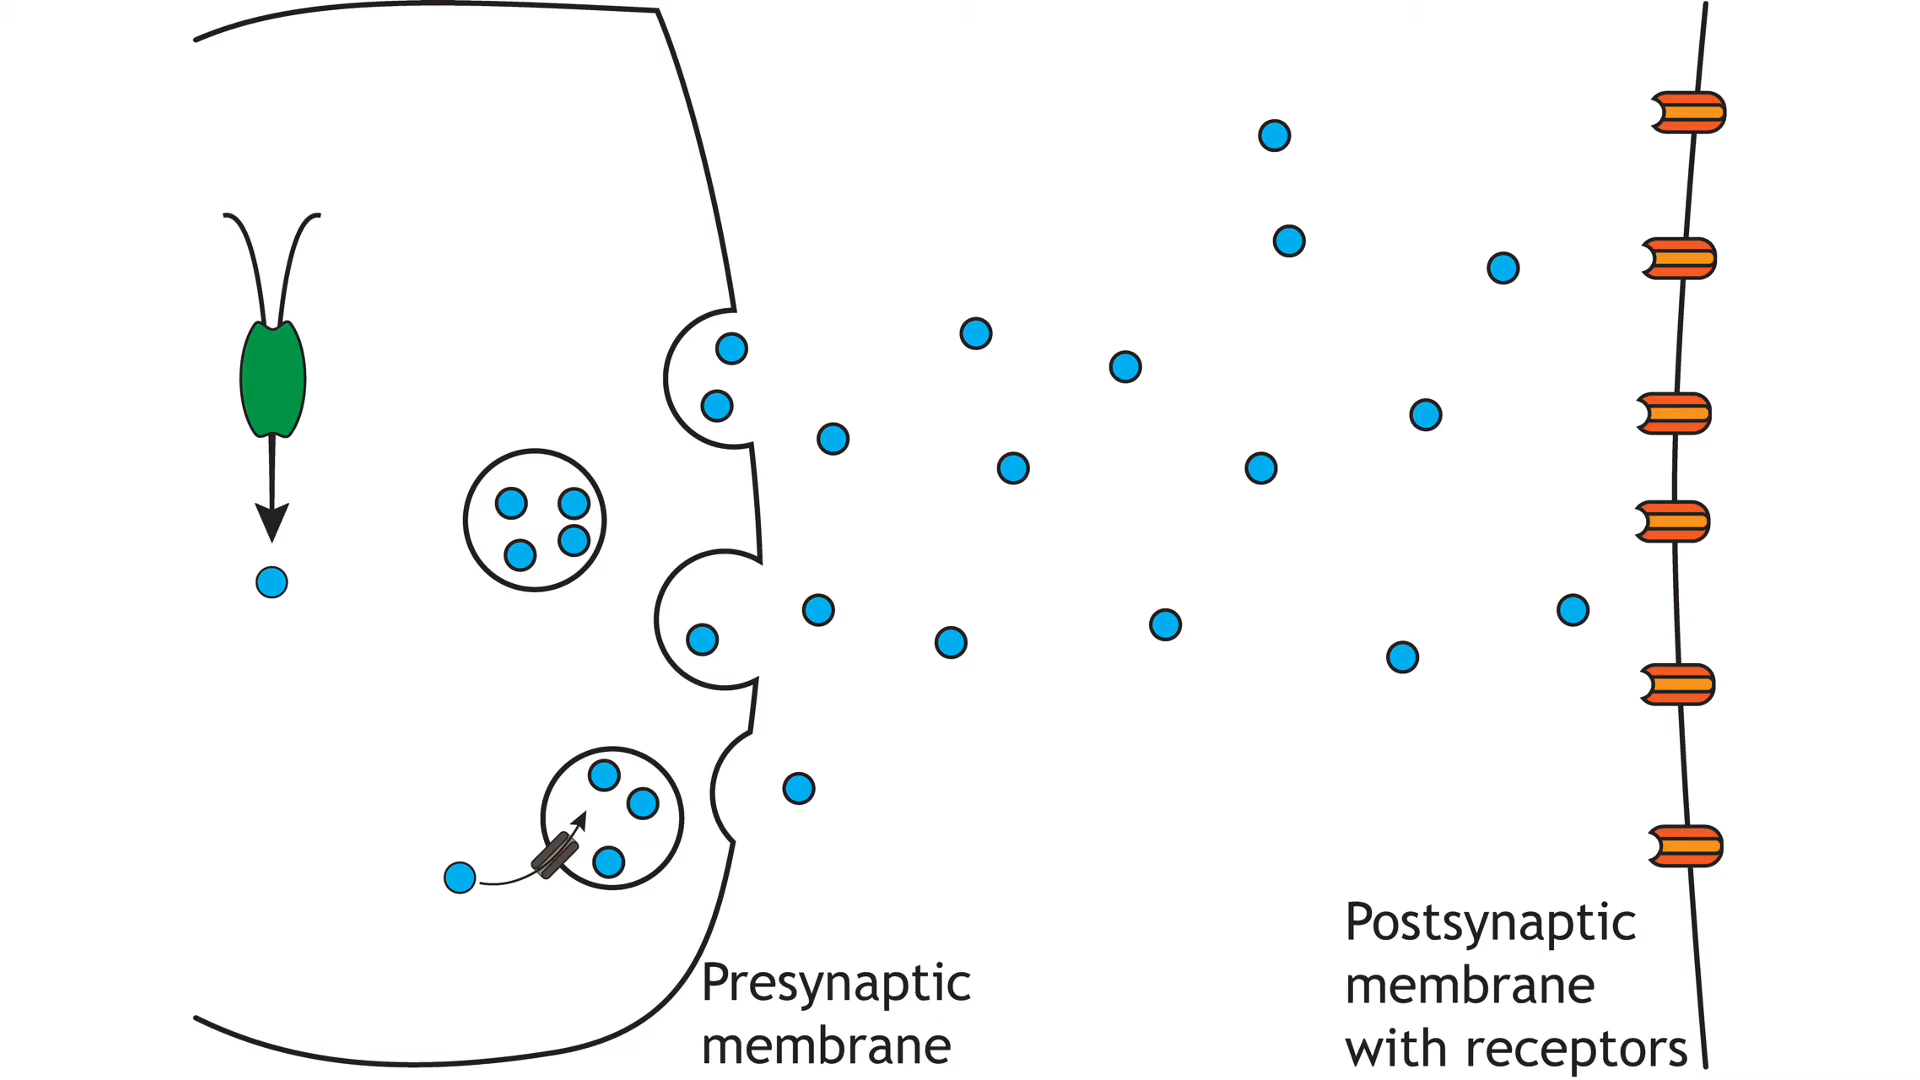 Presynaptic
membrane
Postsynaptic
membrane
with receptors